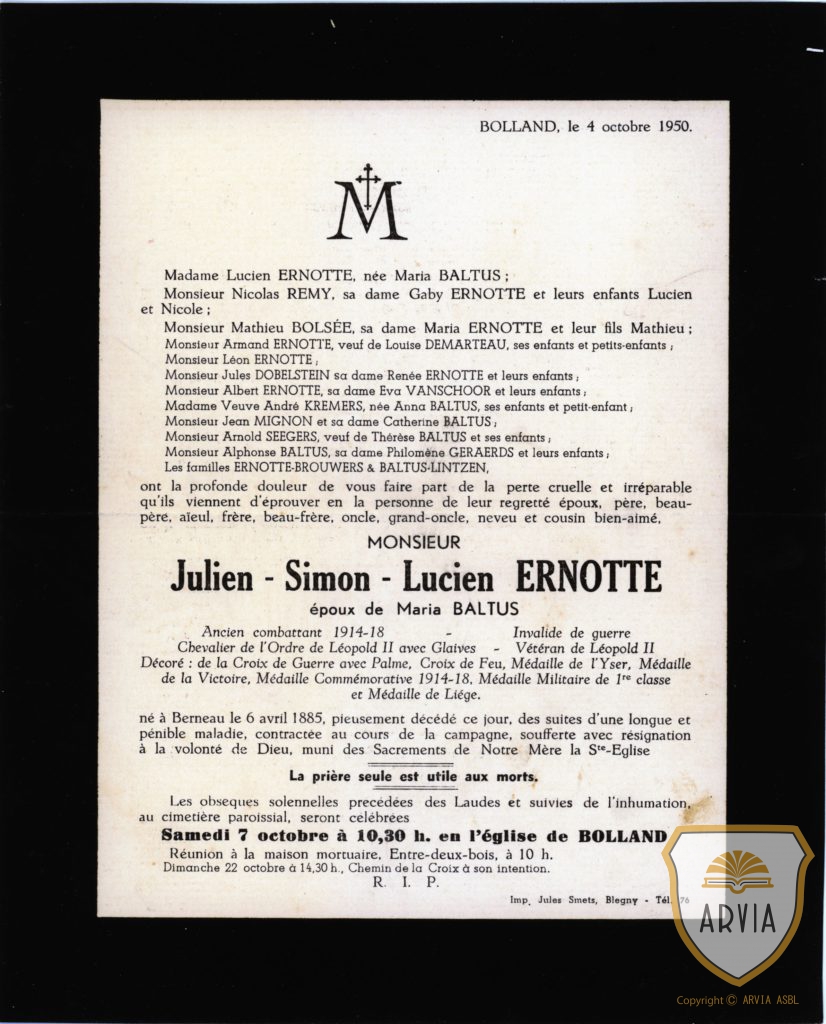 BOLLAND, le 4 octobre 1950.
M
Madame Lucien ERNOTTE, née Maria BALTUS ;
Monsieur Nicolas REMY, sa dame Gaby ERNOTTE et leurs enfants Lucien
et Nicole ;
Monsieur Mathieu BOLSÉE, sa dame Maria ERNOTTE et leur fils Mathieu ;
Monsieur Armand ERNOTTE, veuf de Louise DEMARTEAU, ses enfants et petits-enfants ;
Monsieur Léon ERNOTTE ;
Monsieur Jules DOBELSTEIN sa dame Renée ERNOTTE et leurs enfants ;
Monsieur Albert ERNOTTE, sa dame Eva VANSCHOOR et leurs enfants ;
Madame Veuve André KREMERS, née Anna BALTUS, ses enfants et petit-enfant ;
Monsieur Jean MIGNON et sa dame Catherine BALTUS ;
Monsieur Arnold SEEGERS, veuf de Thérèse BALTUS et ses enfants ;
Monsieur Alphonse BALTUS, sa dame Philomène GERAERDS et leurs enfants ;
Les familles ERNOTTE-BROUWERS & BALTUS-LINTZEN,
ont la profonde douleur de vous faire part de la perte cruelle et irréparable
qu'ils viennent d'éprouver en la personne de leur regretté époux, père, beau-
père, aïeul, frère, beau-frère, oncle, grand-oncle, neveu et cousin bien-aimé,
MONSIEUR
Julien - Simon - Lucien ERNOTTE
époux de Maria BALTUS
Ancien combattant 1914-18 - Invalide de guerre
Chevalier de l'Ordre de Léopold II avec Glaives - Vétéran de Léopold II
Décoré : de la Croix de Guerre avec Palme, Croix de Feu, Médaille de l'Yser, Médaille
de la Victoire, Médaille Commémorative 1914-18, Médaille Militaire de 1re classe
et Médaille de Liége.
né à Berneau le 6 avril 1885, pieusement décédé ce jour, des suites d'une longue et
pénible maladie, contractée au cours de la campagne, soufferte avec résignation
à la volonté de Dieu, muni des Sacrements de Notre Mère la Ste-Eglise
La prière seule est utile aux morts.
Les obseques solennelles precédées des Laudes et suivies de l'inhumation,
au cimetière paroissial, seront célébrées
Samedi 7 octobre à 10,30 h. en l'église de BOLLAND
Réunion à la maison mortuaire, Entre-deux-bois, à 10 h.
Dimanche 22 octobre à 14,30 h., Chemin de la Croix à son intention.
R. I. P.
Imp. Jules Smets, Blegny - Tél. 76
ARVIA
Copyright © ARVIA ASBL